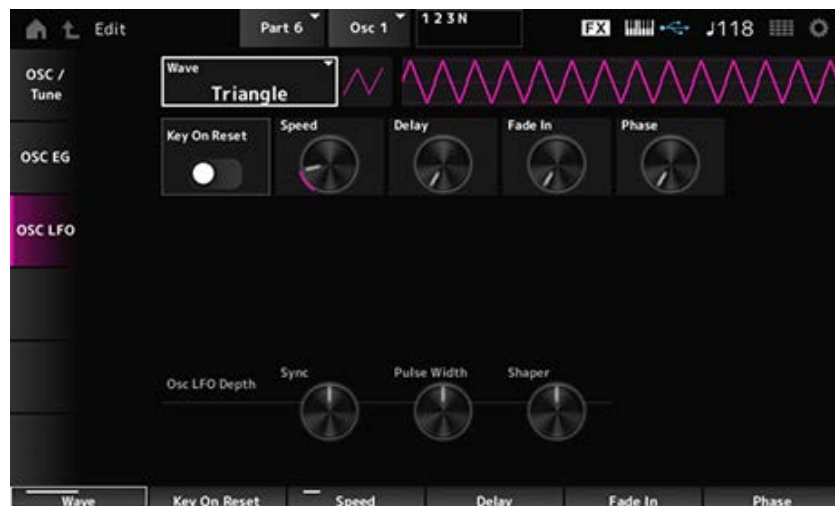 Edit
Part 6
Osc 1
1 2 3 N
FX
♩118
OSC /
Tune
OSC EG
OSC LFO
Wave
Triangle
Key On Reset
Speed
Delay
Fade In
Phase
Osc LFO Depth
Sync
Pulse Width
Shaper
Wave
Key On Reset
Speed
Delay
Fade In
Phase